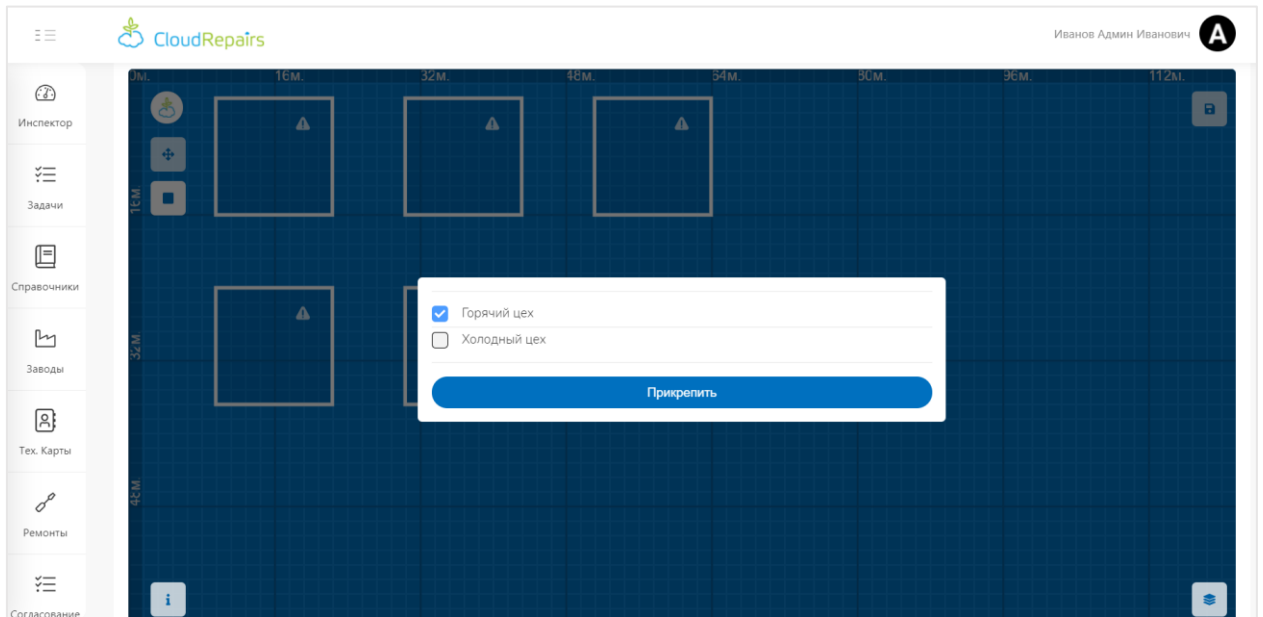 CloudRepairs
Иванов Админ Иванович
A
Инспектор
Задачи
Справочники
Заводы
Тех. Карты
Ремонты
Согласование
0м. 16м. 32м. 48м. 64м. 80м. 96м. 112м.
16м.
32м.
48м.
Горячий цех
Холодный цех
Прикрепить
i